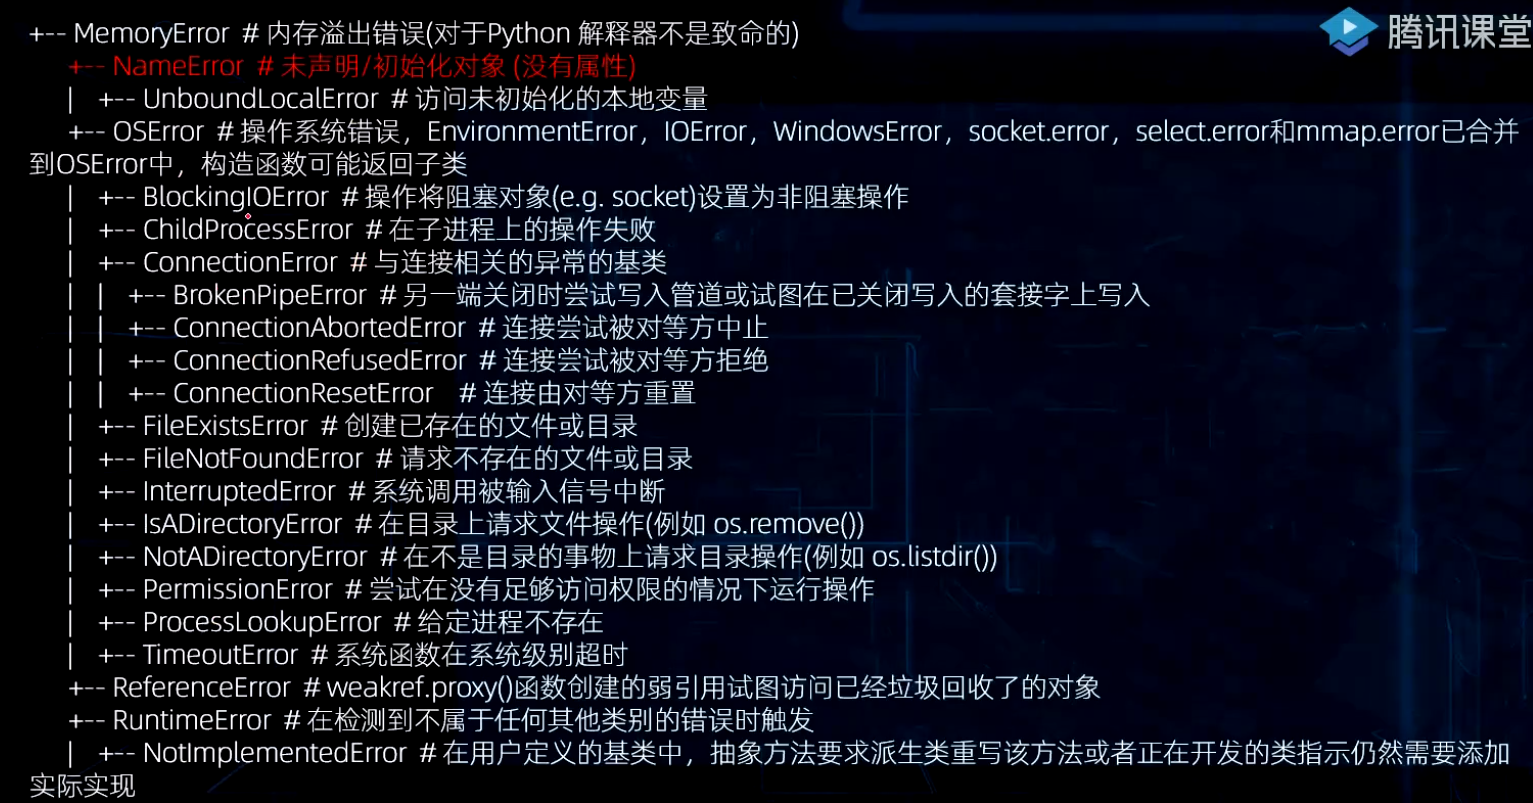 +-- MemoryError # 内存溢出错误(对于Python 解释器不是致命的)
腾讯课堂
+-- NameError # 未声明/初始化对象 (没有属性)
| +-- UnboundLocalError # 访问未初始化的本地变量
+-- OSError # 操作系统错误，EnvironmentError，IOError，WindowsError，socket.error，select.error和mmap.error已合并
到OSError中，构造函数可能返回子类
| +-- BlockingIOError # 操作将阻塞对象(e.g. socket)设置为非阻塞操作
| +-- ChildProcessError # 在子进程上的操作失败
| +-- ConnectionError # 与连接相关的异常的基类
| | +-- BrokenPipeError # 另一端关闭时尝试写入管道或试图在已关闭写入的套接字上写入
| | +-- ConnectionAbortedError # 连接尝试被对等方中止
| | +-- ConnectionRefusedError # 连接尝试被对等方拒绝
| | +-- ConnectionResetError # 连接由对等方重置
| +-- FileExistsError # 创建已存在的文件或目录
| +-- FileNotFoundError # 请求不存在的文件或目录
| +-- InterruptedError # 系统调用被输入信号中断
| +-- IsADirectoryError # 在目录上请求文件操作(例如 os.remove())
| +-- NotADirectoryError # 在不是目录的事物上请求目录操作(例如 os.listdir())
| +-- PermissionError # 尝试在没有足够访问权限的情况下运行操作
| +-- ProcessLookupError # 给定进程不存在
| +-- TimeoutError # 系统函数在系统级别超时
+-- ReferenceError # weakref.proxy()函数创建的弱引用试图访问已经垃圾回收了的对象
+-- RuntimeError # 在检测到不属于任何其他类别的错误时触发
| +-- NotImplementedError # 在用户定义的基类中，抽象方法要求派生类重写该方法或者正在开发的类指示仍然需要添加
实际实现